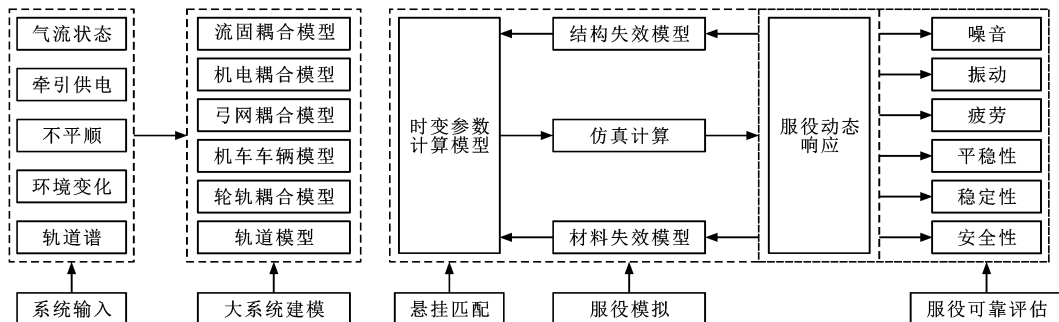 气流状态
牵引供电
不平顺
环境变化
轨道谱
系统输入
流固耦合模型
机电耦合模型
弓网耦合模型
机车车辆模型
轮轨耦合模型
轨道模型
大系统建模
时变参数
计算模型
悬挂匹配
结构失效模型
仿真计算
材料失效模型
服役模拟
服役动态
响应
噪音
振动
疲劳
平稳性
稳定性
安全性
服役可靠评估